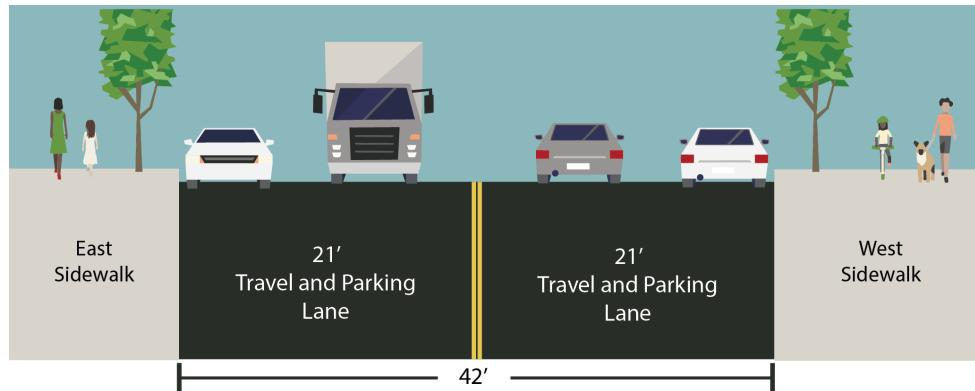 East
Sidewalk
21’
Travel and Parking
Lane
21’
Travel and Parking
Lane
West
Sidewalk
42’